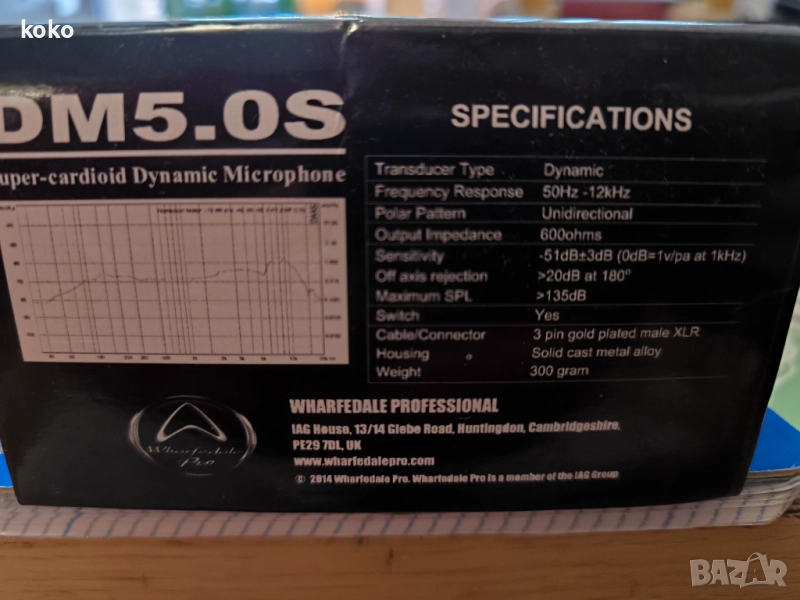 koko
DM5.0S
uper-cardioid Dynamic Microphone
SPECIFICATIONS
Transducer Type Dynamic
Frequency Response 50Hz -12kHz
Polar Pattern Unidirectional
Output Impedance 600ohms
Sensitivity -51dB±3dB (0dB=1v/pa at 1kHz)
Off axis rejection >20dB at 180°
Maximum SPL >135dB
Switch Yes
Cable/Connector 3 pin gold plated male XLR
Housing Solid cast metal alloy
Weight 300 gram
Wharfedale
Pro
WHARFEDALE PROFESSIONAL
IAG House, 13/14 Glebe Road, Huntingdon, Cambridgeshire,
PE29 7DL, UK
www.wharfedalepro.com
© 2014 Wharfedale Pro. Wharfedale Pro is a member of the IAG Group
BAZAR